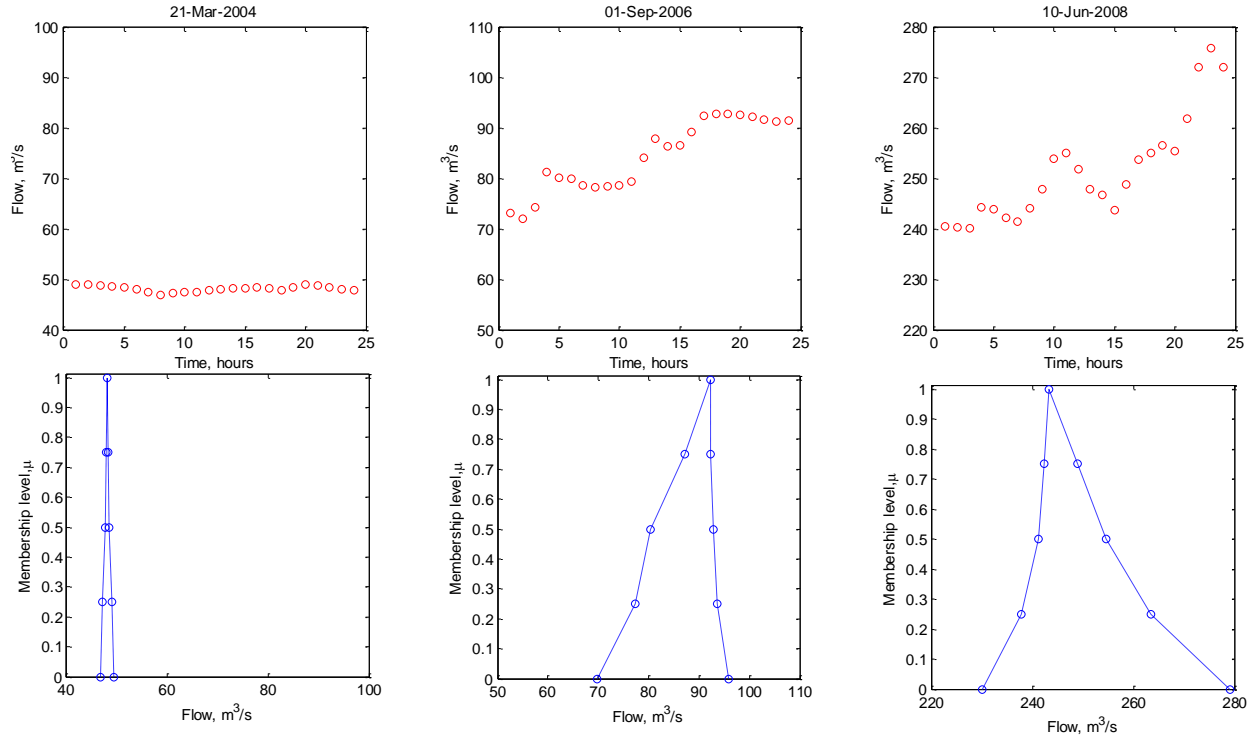 21-Mar-2004
100
90
80
70
60
50
40
Flow, m³/s
0 5 10 15 20 25
Time, hours
01-Sep-2006
110
100
90
80
70
60
50
Flow, m³/s
0 5 10 15 20 25
Time, hours
10-Jun-2008
280
270
260
250
240
230
220
Flow, m³/s
0 5 10 15 20 25
Time, hours
1
0.9
0.8
0.7
0.6
0.5
0.4
0.3
0.2
0.1
0
Membership level,μ
40 60 80 100
Flow, m³/s
1
0.9
0.8
0.7
0.6
0.5
0.4
0.3
0.2
0.1
0
Membership level,μ
50 60 70 80 90 100 110
Flow, m³/s
1
0.9
0.8
0.7
0.6
0.5
0.4
0.3
0.2
0.1
0
Membership level,μ
220 240 260 280
Flow, m³/s